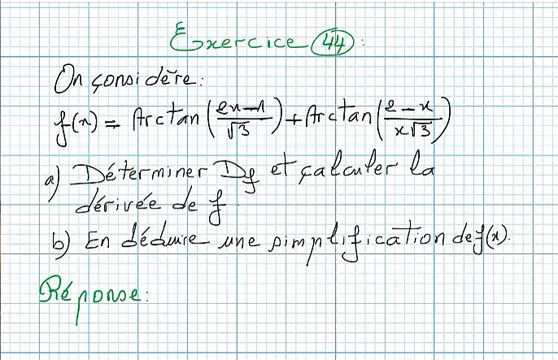 Exercice 44 :
On considère :
f(x) = Arctan(2x-1/√3) + Arctan(2-x/x√3)
a) Déterminer Df et calculer la
dérivée de f
b) En déduire une simplification de f(x).
Réponse :